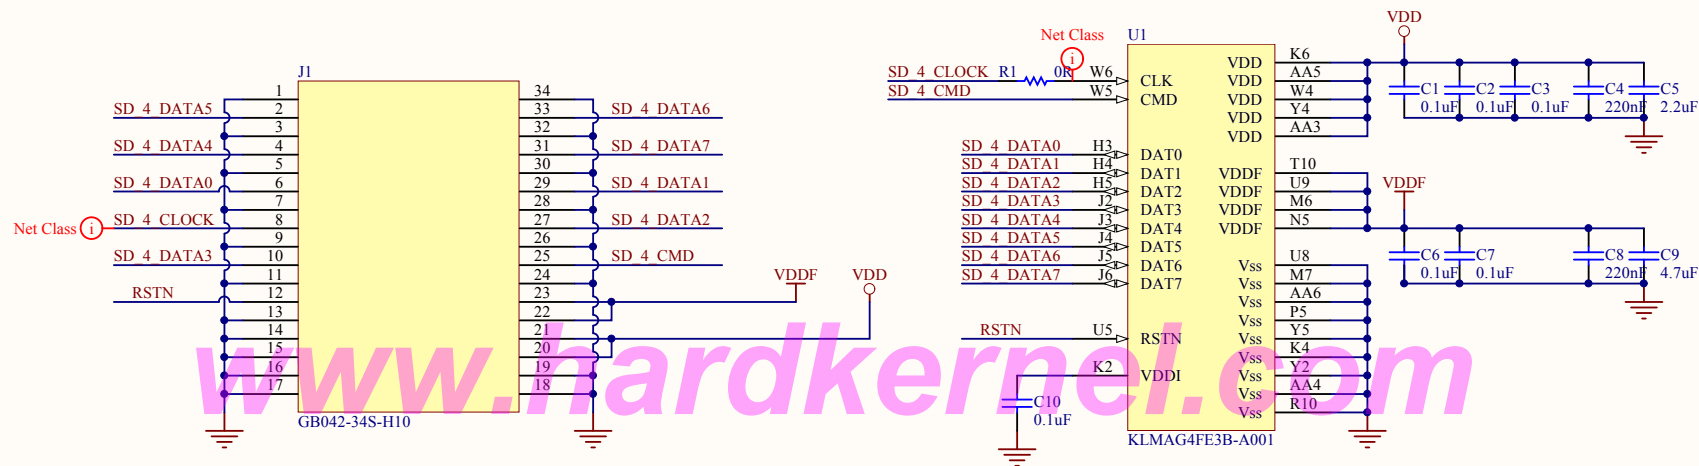 J1
1 34
2 33
3 32
4 31
5 30
6 29
7 28
8 27
9 26
10 25
11 24
12 23
13 22
14 21
15 20
16 19
17 18
SD_4_DATA5 SD_4_DATA6
SD_4_DATA4 SD_4_DATA7
SD_4_DATA0 SD_4_DATA1
Net Class i SD_4_CLOCK SD_4_DATA2
SD_4_DATA3 SD_4_CMD
RSTN VDDF VDD
GB042-34S-H10
Net Class i
U1
SD_4_CLOCK R1 0R W6 CLK
SD_4_CMD W5 CMD
SD_4_DATA0 H3 DAT0
SD_4_DATA1 H4 DAT1
SD_4_DATA2 H5 DAT2
SD_4_DATA3 J2 DAT3
SD_4_DATA4 J3 DAT4
SD_4_DATA5 J4 DAT5
SD_4_DATA6 J5 DAT6
SD_4_DATA7 J6 DAT7
RSTN U5 RSTN
K2 VDDI
C10
0.1uF
VDD K6
VDD AA5
VDD W4
VDD Y4
VDD AA3
VDDF T10
VDDF U9
VDDF M6
VDDF N5
Vss U8
Vss M7
Vss AA6
Vss P5
Vss Y5
Vss K4
Vss Y2
Vss AA4
Vss R10
KLMAG4FE3B-A001
VDD
C1 C2 C3 C4 C5
0.1uF 0.1uF 0.1uF 220nF 2.2uF
VDDF
C6 C7 C8 C9
0.1uF 0.1uF 220nF 4.7uF
www.hardkernel.com